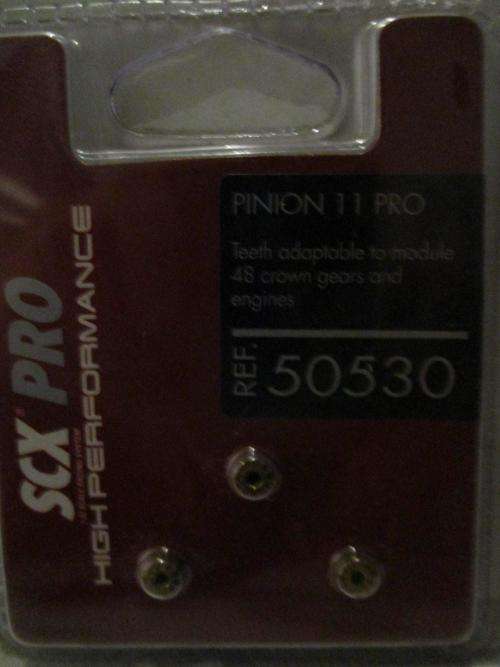 PINION 11 PRO
Teeth adaptable to module
48 crown gears and
engines
REF. 50530
SCX® PRO
HIGH PERFORMANCE